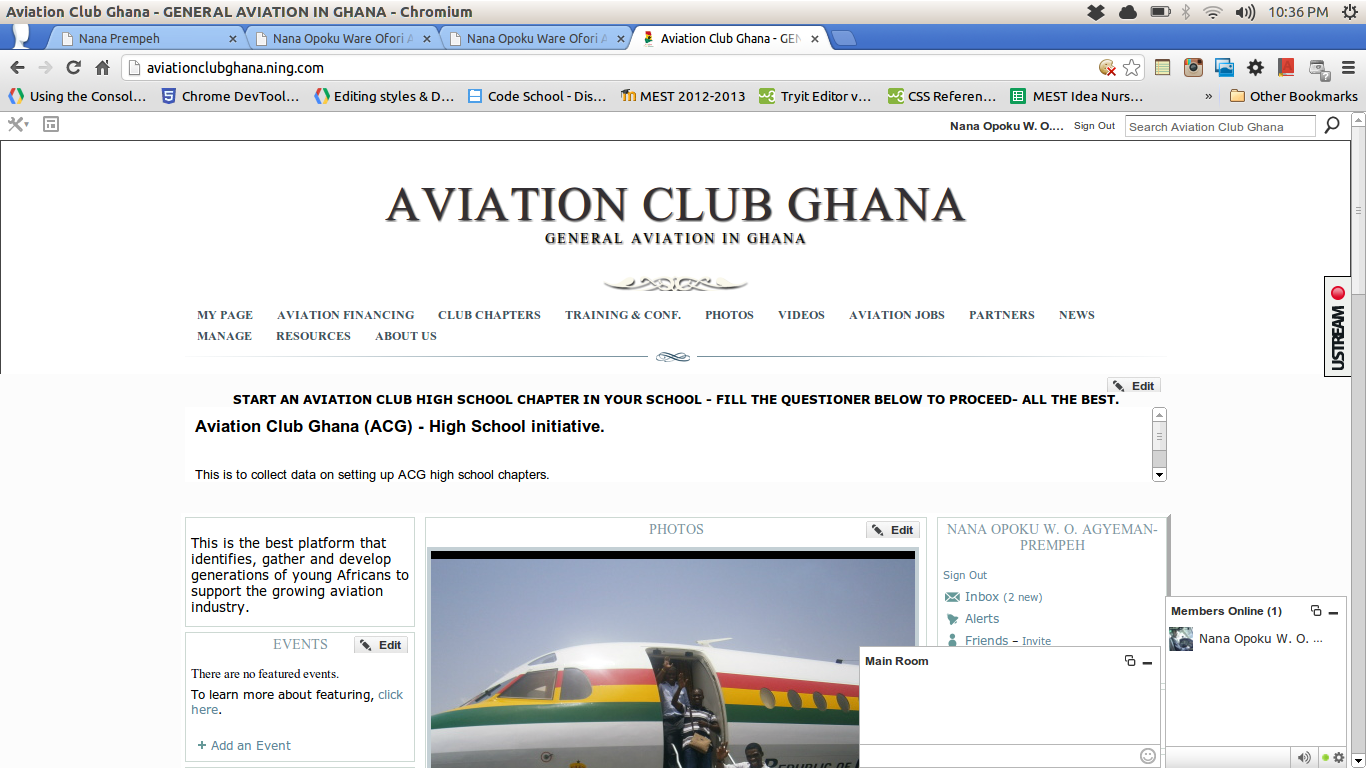 Aviation Club Ghana - GENERAL AVIATION IN GHANA - Chromium
10:36 PM
Nana Prempeh
Nana Opoku Ware Ofori A
Nana Opoku Ware Ofori A
Aviation Club Ghana - GEN
aviationclubghana.ning.com
Using the Consol...
Chrome DevTool...
Editing styles & D...
Code School - Dis...
MEST 2012-2013
Tryit Editor v...
CSS Referen...
MEST Idea Nurs...
»
Other Bookmarks
Nana Opoku W. O....
Sign Out
Search Aviation Club Ghana
AVIATION CLUB GHANA
GENERAL AVIATION IN GHANA
USTREAM
MY PAGE AVIATION FINANCING CLUB CHAPTERS TRAINING & CONF. PHOTOS VIDEOS AVIATION JOBS PARTNERS NEWS
MANAGE RESOURCES ABOUT US
Edit
START AN AVIATION CLUB HIGH SCHOOL CHAPTER IN YOUR SCHOOL - FILL THE QUESTIONER BELOW TO PROCEED- ALL THE BEST.
Aviation Club Ghana (ACG) - High School initiative.
This is to collect data on setting up ACG high school chapters.
This is the best platform that
identifies, gather and develop
generations of young Africans to
support the growing aviation
industry.
EVENTS
Edit
There are no featured events.
To learn more about featuring, click
here.
+ Add an Event
PHOTOS
Edit
REPUBLIC OF
NANA OPOKU W. O. AGYEMAN-
PREMPEH
Sign Out
Inbox (2 new)
Alerts
Friends – Invite
Main Room
Members Online (1)
Nana Opoku W. O. ...